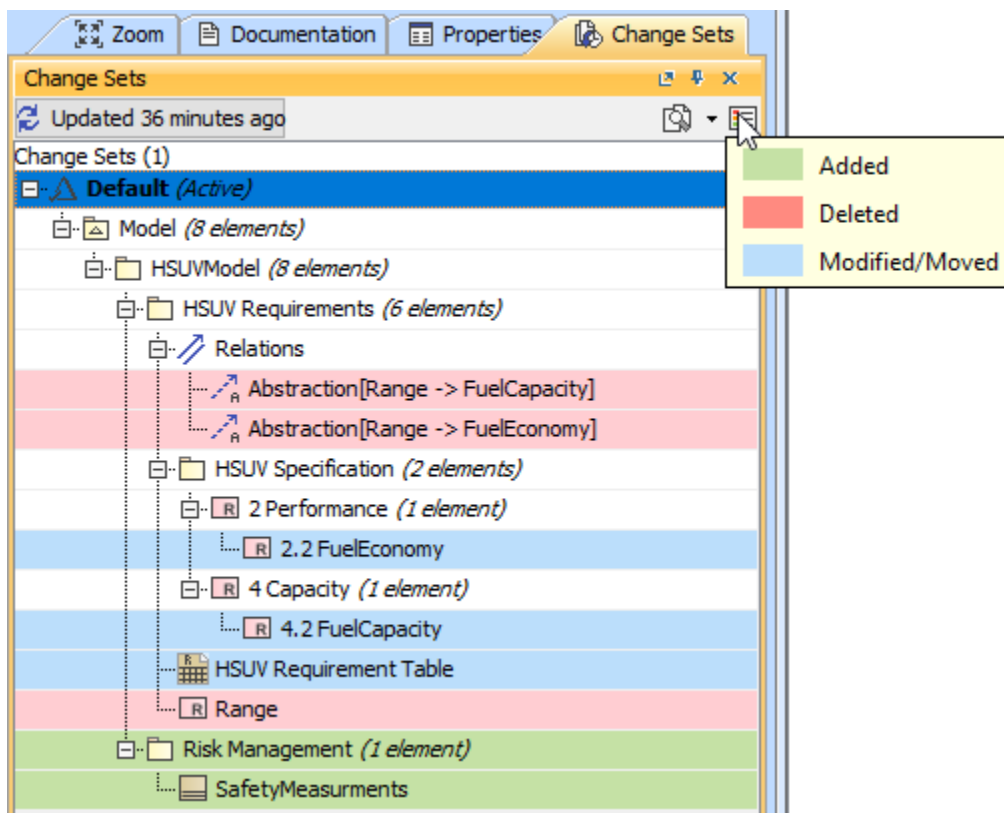 Zoom Documentation Properties Change Sets
Change Sets
Updated 36 minutes ago
Change Sets (1)
Added
Default (Active)
Deleted
Model (8 elements)
Modified/Moved
HSUVModel (8 elements)
HSUV Requirements (6 elements)
Relations
A Abstraction[Range -> FuelCapacity]
A Abstraction[Range -> FuelEconomy]
HSUV Specification (2 elements)
R 2 Performance (1 element)
R 2.2 FuelEconomy
R 4 Capacity (1 element)
R 4.2 FuelCapacity
R HSUV Requirement Table
R Range
Risk Management (1 element)
SafetyMeasurments